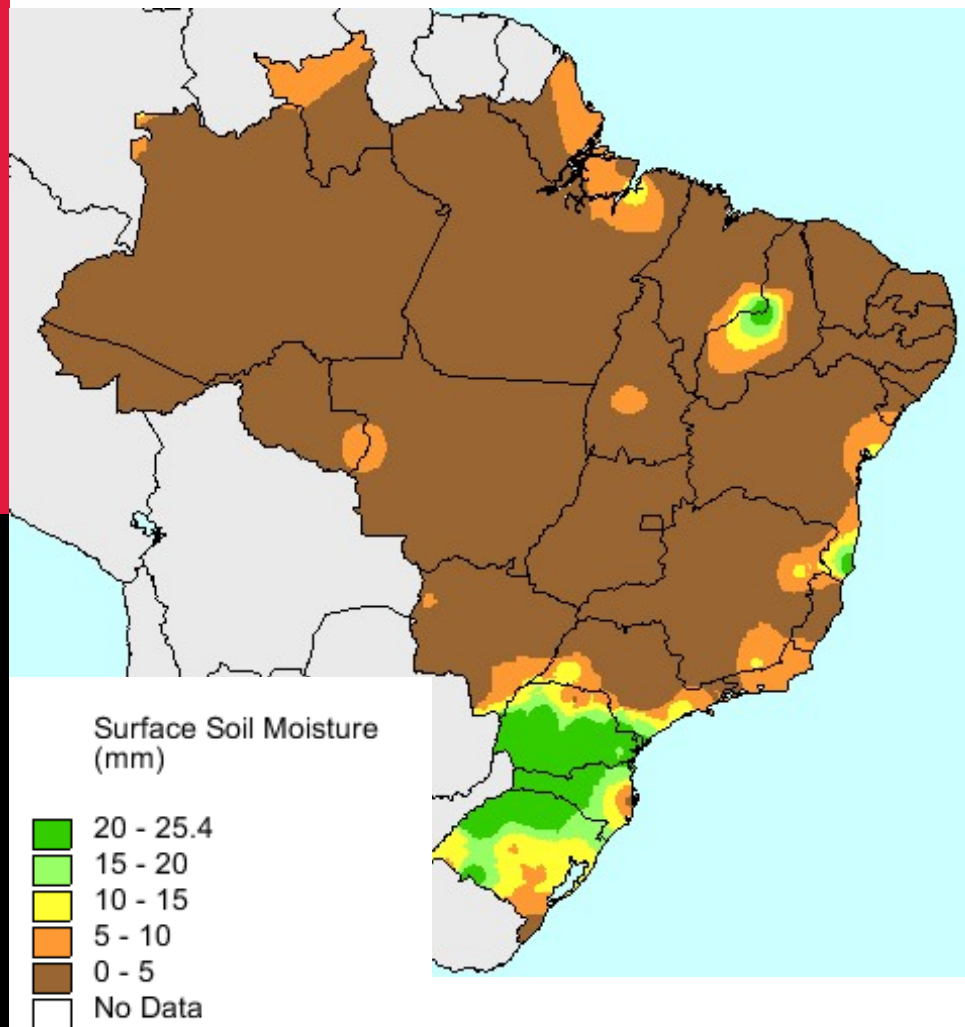 Surface Soil Moisture
(mm)
20 - 25.4
15 - 20
10 - 15
5 - 10
0 - 5
No Data